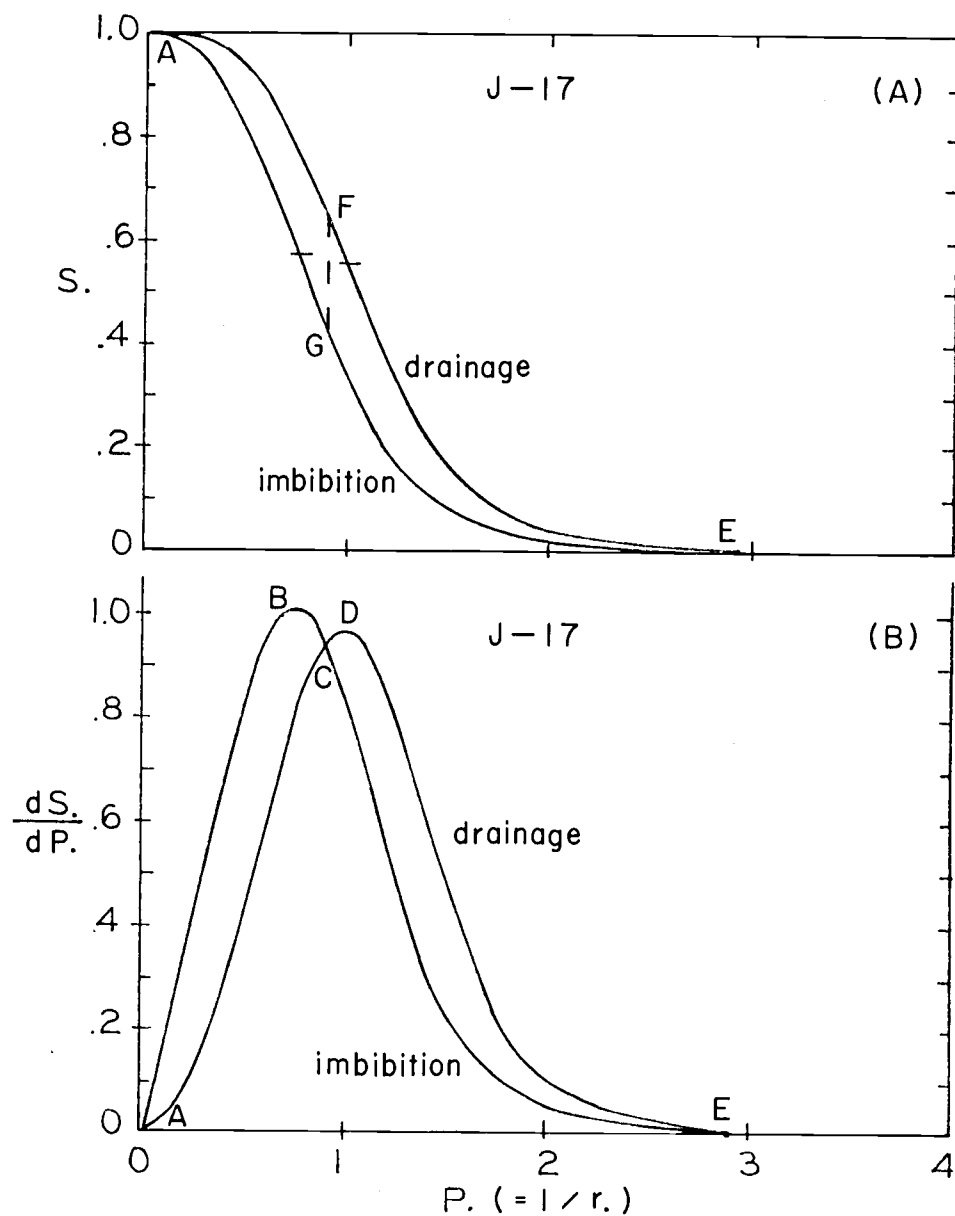 1.0
A
J-17
(A)
.8
F
.6
S.
.4
G
drainage
.2
imbibition
E
0
B
D
1.0
J-17
(B)
C
.8
dS.
dP.
.6
drainage
.4
.2
imbibition
A
E
0
0 1 2 3 4
P. (= 1 / r.)